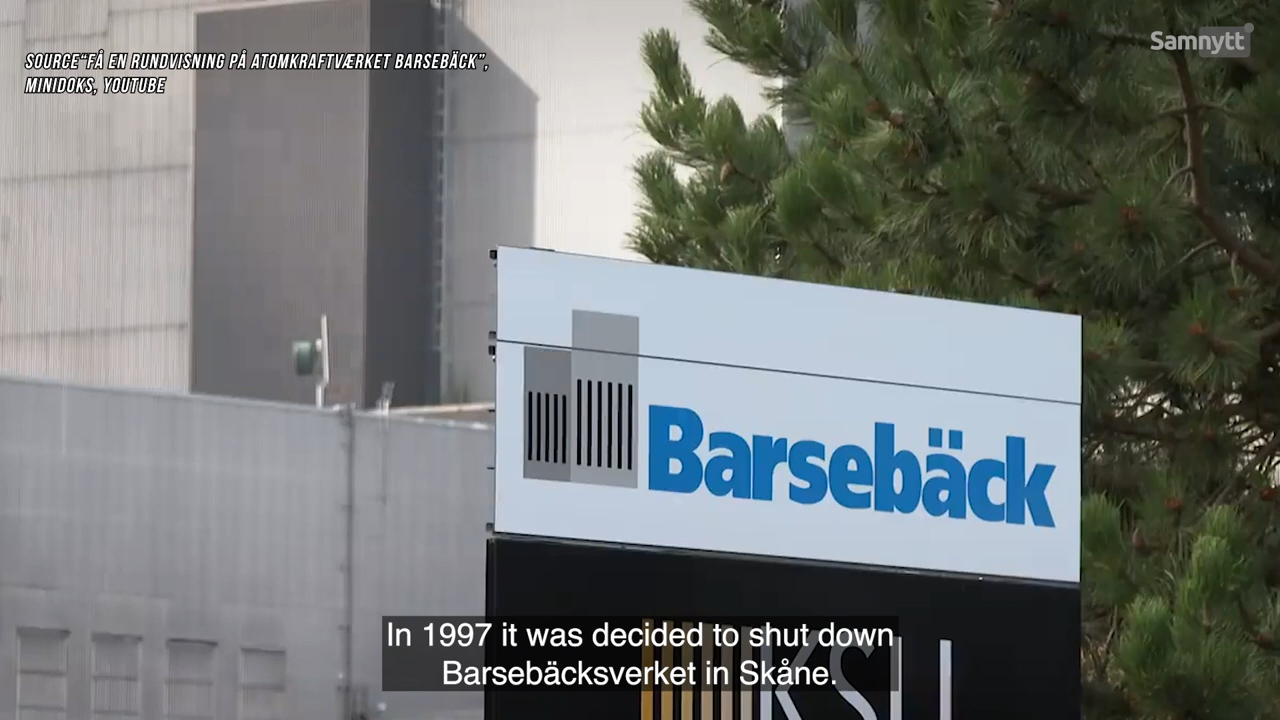 SOURCE"FÅ EN RUNDVISNING PÅ ATOMKRAFTVÆRKET BARSEBÄCK",
MINIDOKS, YOUTUBE
Samnytt
Barsebäck
KSU
In 1997 it was decided to shut down
Barsebäcksverket in Skåne.